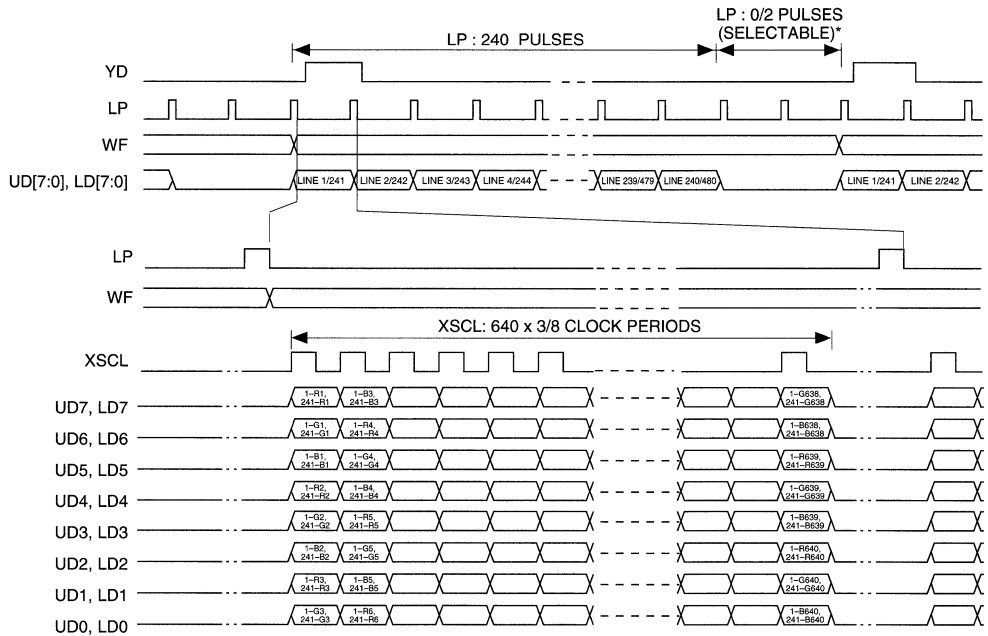 LP : 0/2 PULSES
(SELECTABLE)*
LP : 240 PULSES
YD
LP
WF
UD[7:0], LD[7:0]
LINE 1/241 LINE 2/242 LINE 3/243 LINE 4/244 LINE 239/479 LINE 240/480 LINE 1/241 LINE 2/242
LP
WF
XSCL: 640 x 3/8 CLOCK PERIODS
XSCL
UD7, LD7
1–R1, 241–R1
1–B3, 241–B3
1–G638, 241–G638
UD6, LD6
1–G1, 241–G1
1–R4, 241–R4
1–B638, 241–B638
UD5, LD5
1–B1, 241–B1
1–G4, 241–G4
1–R639, 241–R639
UD4, LD4
1–R2, 241–R2
1–B4, 241–B4
1–G639, 241–G639
UD3, LD3
1–G2, 241–G2
1–R5, 241–R5
1–B639, 241–B639
UD2, LD2
1–B2, 241–B2
1–G5, 241–G5
1–R640, 241–R640
UD1, LD1
1–R3, 241–R3
1–B5, 241–B5
1–G640, 241–G640
UD0, LD0
1–G3, 241–G3
1–R6, 241–R6
1–B640, 241–B640